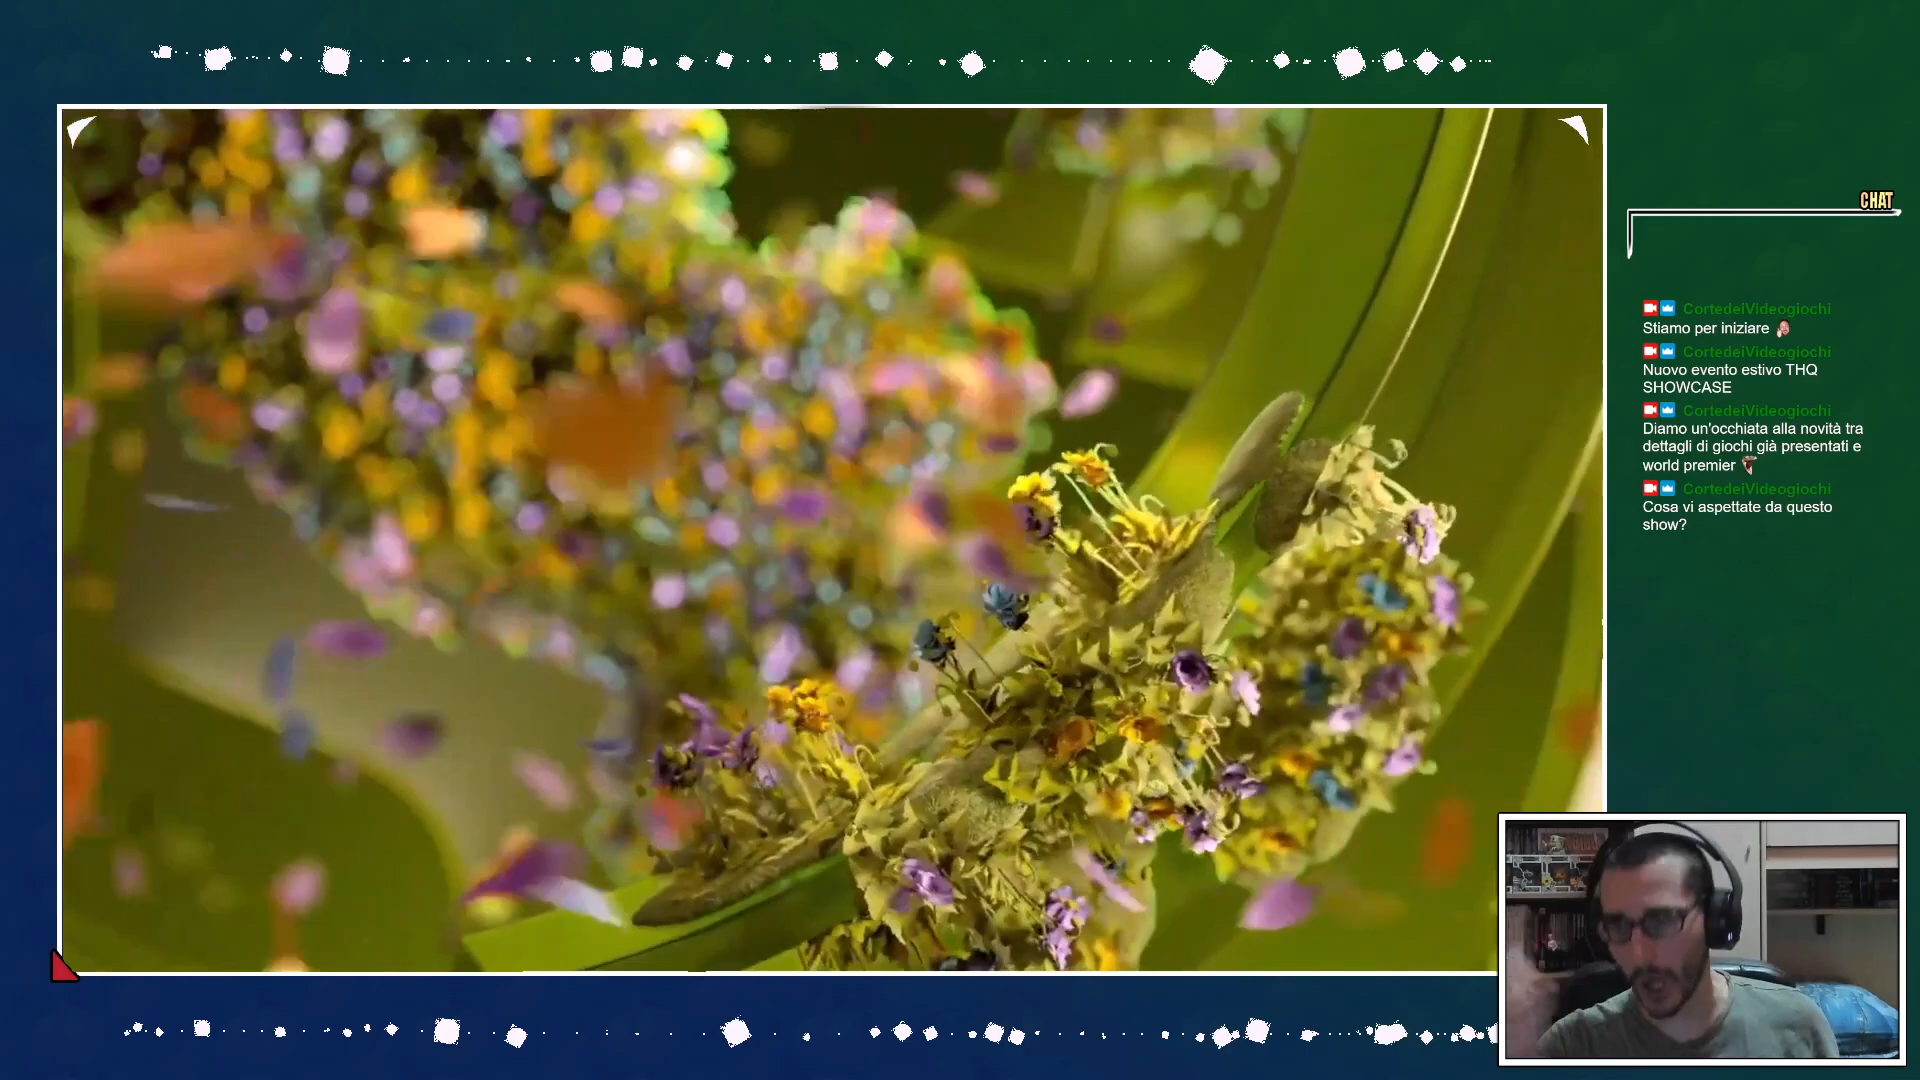 CHAT
CortedeiVideogiochi
Stiamo per iniziare
CortedeiVideogiochi
Nuovo evento estivo THQ
SHOWCASE
CortedeiVideogiochi
Diamo un'occhiata alla novità tra
dettagli di giochi già presentati e
world premier
CortedeiVideogiochi
Cosa vi aspettate da questo
show?